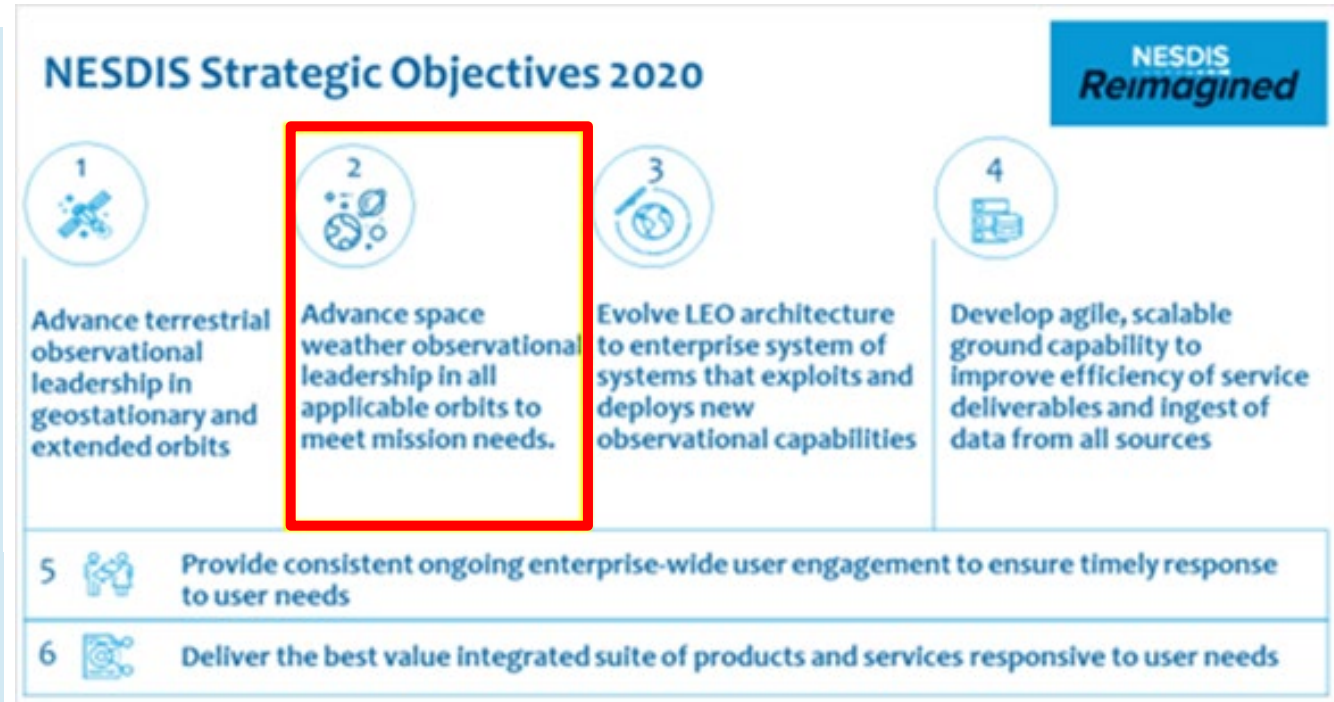 NESDIS Strategic Objectives 2020
NESDIS
Reimagined
1
Advance terrestrial
observational
leadership in
geostationary and
extended orbits
2
Advance space
weather observational
leadership in all
applicable orbits to
meet mission needs.
3
Evolve LEO architecture
to enterprise system of
systems that exploits and
deploys new
observational capabilities
4
Develop agile, scalable
ground capability to
improve efficiency of service
deliverables and ingest of
data from all sources
5 Provide consistent ongoing enterprise-wide user engagement to ensure timely response
to user needs
6 Deliver the best value integrated suite of products and services responsive to user needs